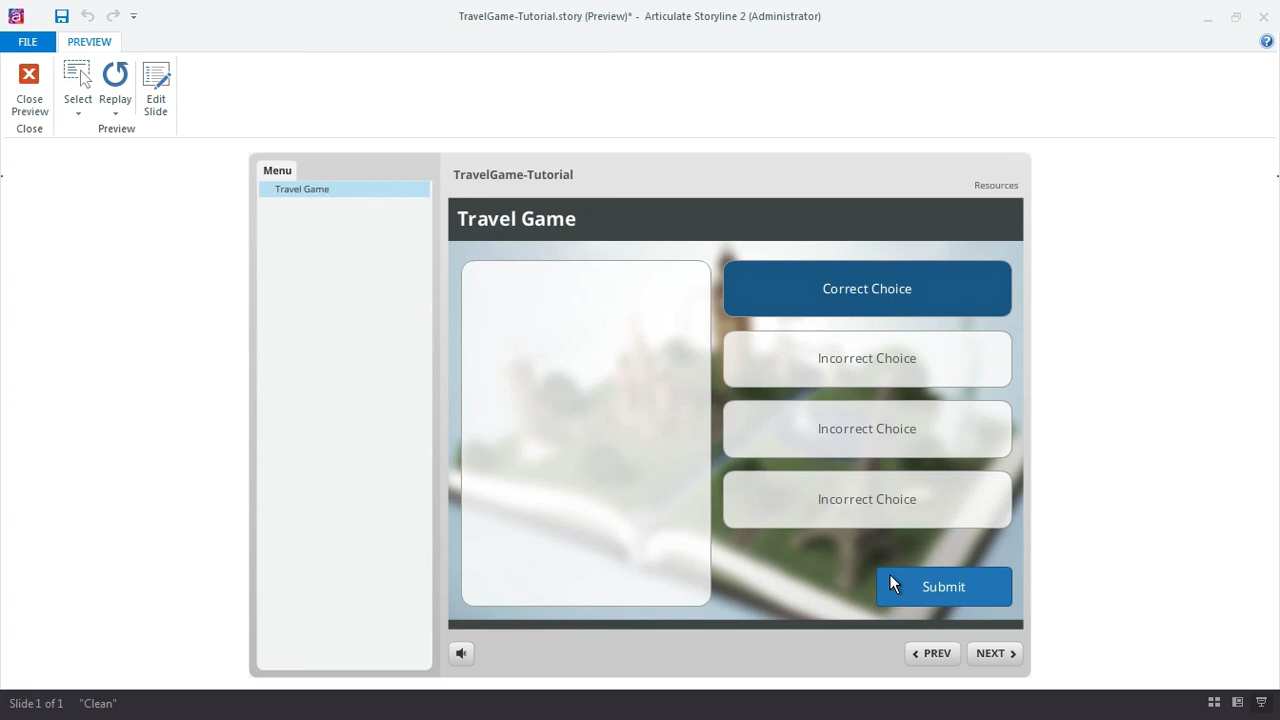 TravelGame-Tutorial.story (Preview)* - Articulate Storyline 2 (Administrator)
FILE
PREVIEW
Close Preview
Select
Replay
Edit Slide
Close
Preview
Menu
Travel Game
TravelGame-Tutorial
Resources
Travel Game
Correct Choice
Incorrect Choice
Incorrect Choice
Incorrect Choice
Submit
PREV
NEXT
Slide 1 of 1
"Clean"